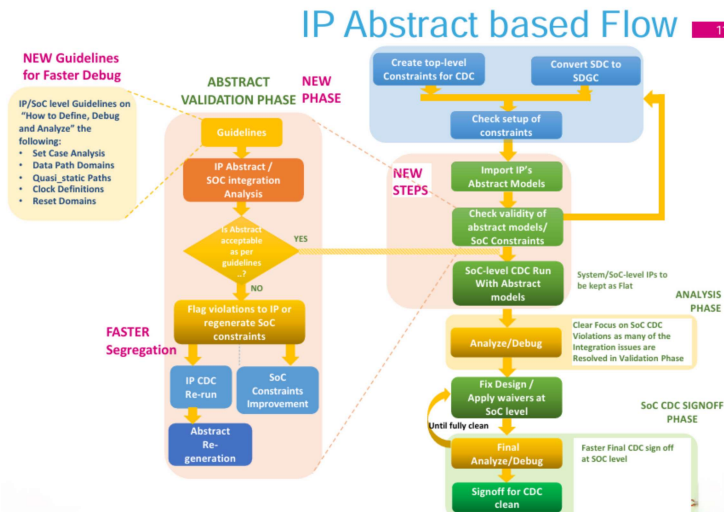 IP Abstract based Flow
11
NEW Guidelines
for Faster Debug
IP/SoC level Guidelines on
"How to Define, Debug
and Analyze" the
following:
• Set Case Analysis
• Data Path Domains
• Quasi_static Paths
• Clock Definitions
• Reset Domains
ABSTRACT
VALIDATION PHASE
NEW
PHASE
Guidelines
IP Abstract /
SOC integration
Analysis
Is Abstract
acceptable
as per
guidelines
..?
YES
NO
Flag violations to IP or
regenerate SoC
constraints
FASTER
Segregation
IP CDC
Re-run
SoC
Constraints
Improvement
Abstract
Re-
generation
Create top-level
Constraints for CDC
Convert SDC to
SDGC
Check setup of
constraints
NEW
STEPS
Import IP's
Abstract Models
Check validity of
abstract models/
SoC Constraints
SoC-level CDC Run
With Abstract
models
System/SoC-level IPs to
be kept as Flat
ANALYSIS
PHASE
Analyze/Debug
Clear Focus on SoC CDC
Violations as many of the
Integration issues are
Resolved in Validation Phase
Fix Design /
Apply waivers at
SoC level
Until fully clean
SoC CDC SIGNOFF
PHASE
Final
Analyze/Debug
Faster Final CDC sign off
at SOC level
Signoff for CDC
clean